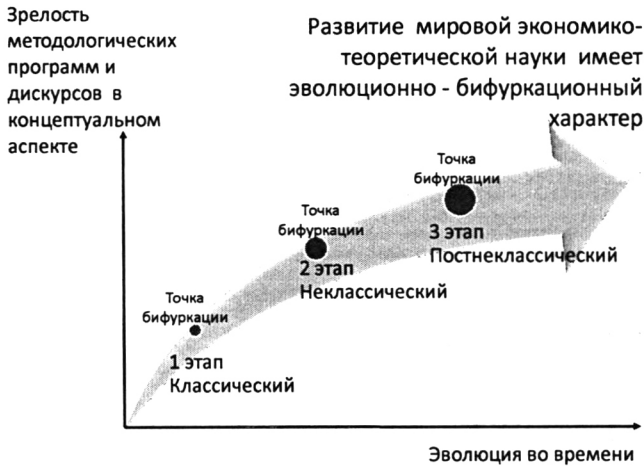 Зрелость
методологических
программ и
дискурсов в
концептуальном
аспекте
Развитие мировой экономико-
теоретической науки имеет
эволюционно - бифуркационный
характер
Точка
бифуркации
3 этап
Постнеклассический
Точка
бифуркации
2 этап
Неклассический
Точка
бифуркации
1 этап
Классический
Эволюция во времени